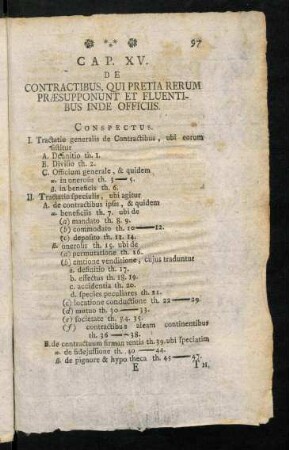 97
CAP. XV.
DE
CONTRACTIBUS, QUI PRETIA RERUM
PRÆSUPPONUNT ET FLUENTI-
BUS INDE OFFICIIS.
CONSPECTUS.
I. Tractatio generalis de Contractibus, ubi eorum
sistitur
A. Definitio th. 1.
B. Divisio th. 2.
C. Officium generale, & quidem
α. in onerosis th. 3—5.
β. in beneficis th. 6.
II. Tractatio specialis, ubi agitur
A. de contractibus ipsis, & quidem
α. beneficiis th. 7. ubi de
(a) mandato th. 8. 9.
(b) commodato th. 10—12.
(c) deposito th. 13. 14.
β. onerosis th. 15. ubi de
(a) permutatione th. 16.
(b) emtione venditione, cujus traduntur
a. definitio th. 17.
b. effectus th. 18. 19.
c. accidentia th. 20.
d. species peculiares th. 21.
(c) locatione conductione th. 22—29.
(d) mutuo th. 30—33.
(e) societate th. 34. 35.
(f) contractibus aleam continentibus
th. 36—38.
B. de contractuum firmamentis th. 39. ubi speciatim
α. de fidejussione th. 40—44.
β. de pignore & hypotheca th. 45—47.
E
TH.